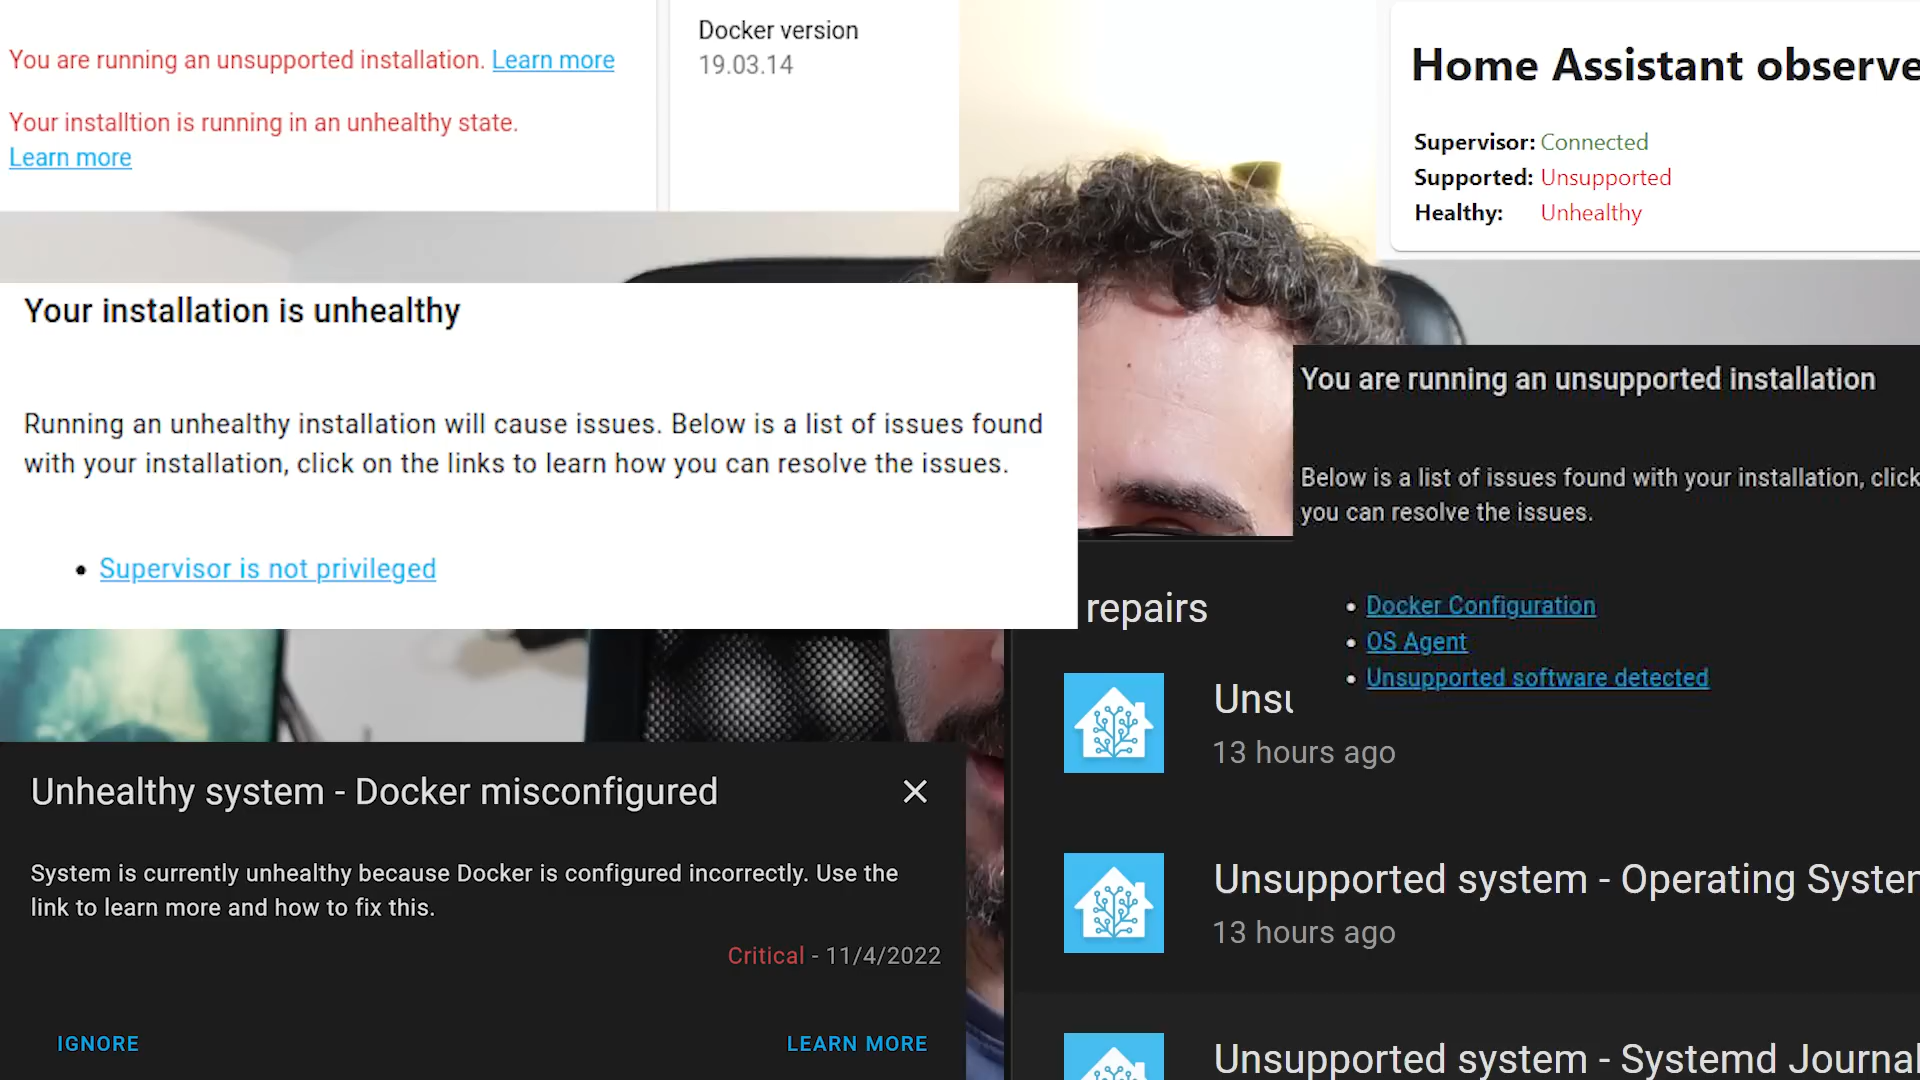 You are running an unsupported installation. Learn more
Your installtion is running in an unhealthy state.
Learn more
Docker version
19.03.14
Home Assistant observe
Supervisor: Connected
Supported: Unsupported
Healthy: Unhealthy
Your installation is unhealthy
Running an unhealthy installation will cause issues. Below is a list of issues found
with your installation, click on the links to learn how you can resolve the issues.
• Supervisor is not privileged
You are running an unsupported installation
Below is a list of issues found with your installation, click
you can resolve the issues.
• Docker Configuration
• OS Agent
• Unsupported software detected
repairs
Unsu
13 hours ago
Unsupported system - Operating System
13 hours ago
Unsupported system - Systemd Journal
Unhealthy system - Docker misconfigured
System is currently unhealthy because Docker is configured incorrectly. Use the
link to learn more and how to fix this.
Critical - 11/4/2022
IGNORE
LEARN MORE